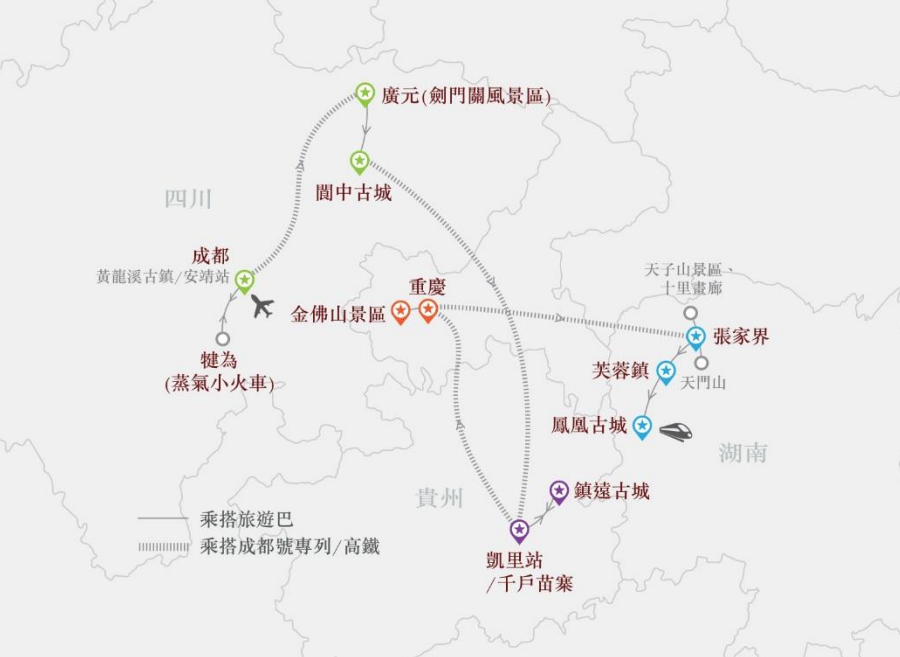 廣元(劍門關風景區)
閬中古城
四川
成都
黃龍溪古鎮/安靖站
犍為
(蒸氣小火車)
重慶
金佛山景區
天子山景區、
十里畫廊
張家界
芙蓉鎮
天門山
鳳凰古城
湖南
鎮遠古城
貴州
凱里站
/千戶苗寨
乘搭旅遊巴
乘搭成都號專列/高鐵